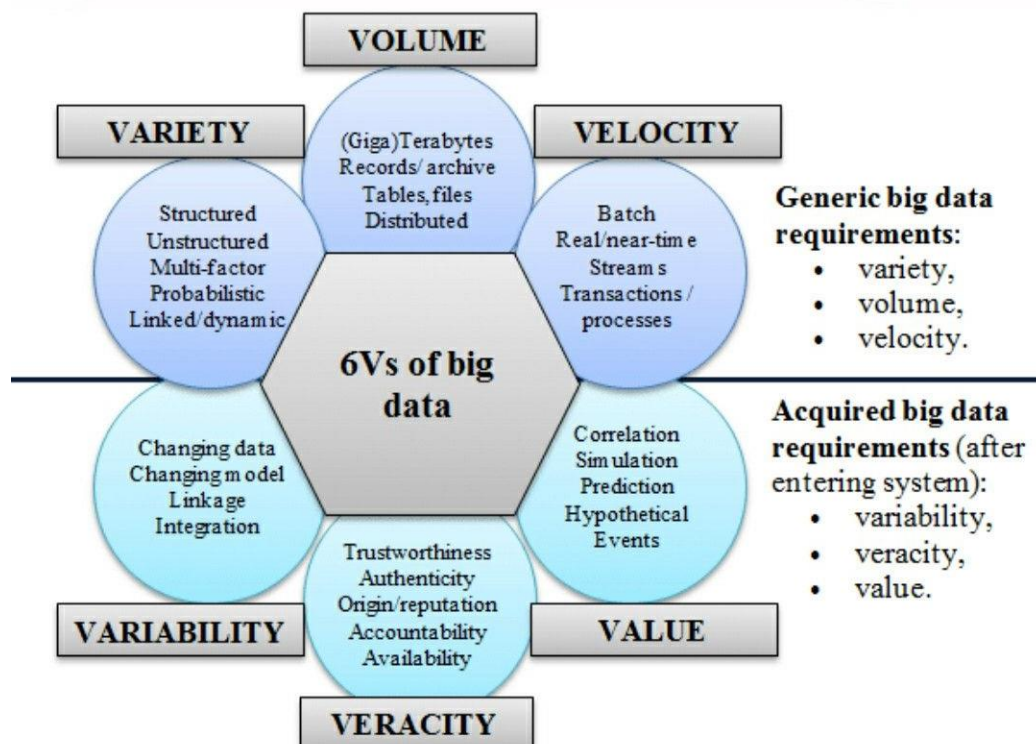 VOLUME
(Giga)Terabytes
Records/ archive
Tables, files
Distributed
VARIETY
Structured
Unstructured
Multi-factor
Probabilistic
Linked/dynamic
VELOCITY
Batch
Real/near-time
Streams
Transactions /
processes
6Vs of big
data
Generic big data
requirements:
• variety,
• volume,
• velocity.
Changing data
Changing model
Linkage
Integration
VARIABILITY
Trustworthiness
Authenticity
Origin/reputation
Accountability
Availability
VERACITY
Correlation
Simulation
Prediction
Hypothetical
Events
VALUE
Acquired big data
requirements (after
entering system):
• variability,
• veracity,
• value.